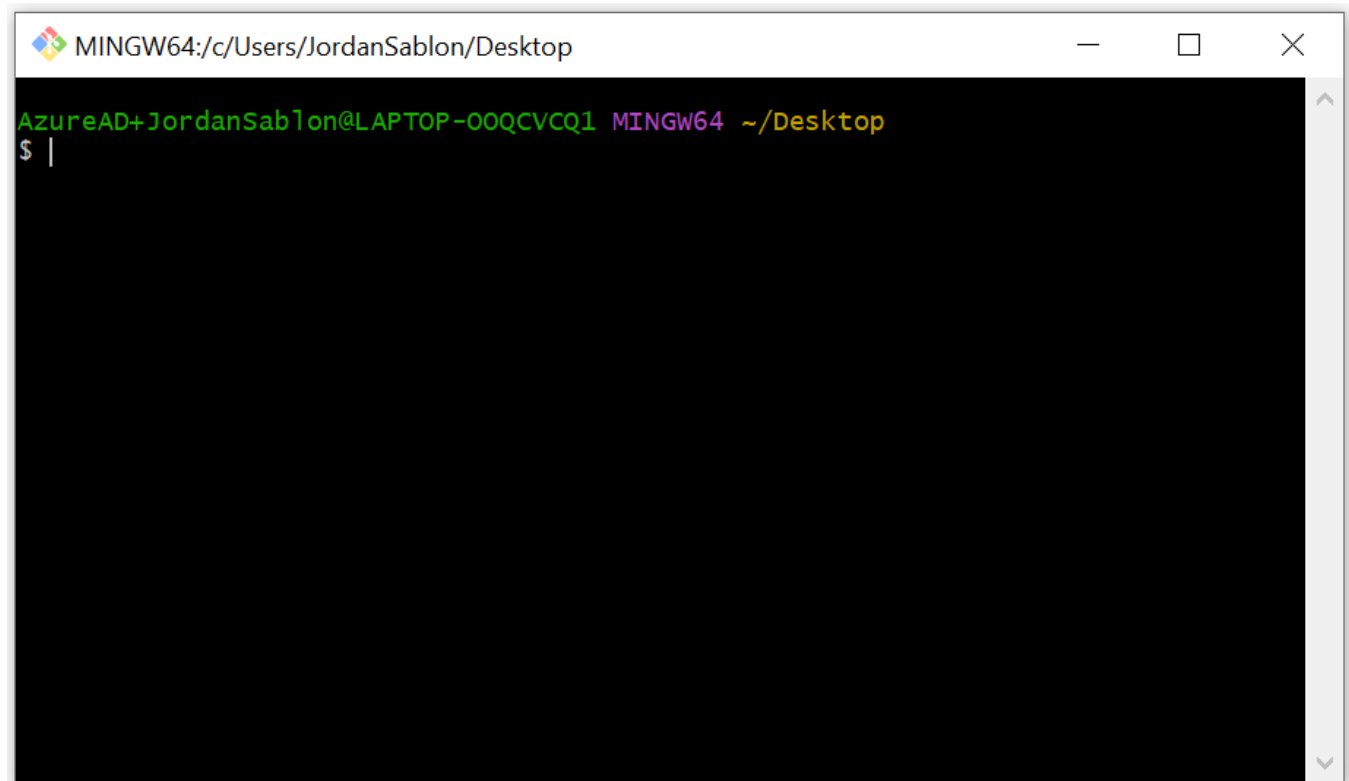 MINGW64:/c/Users/JordanSablon/Desktop
AzureAD+JordanSablon@LAPTOP-OOQCVCQ1 MINGW64 ~/Desktop
$